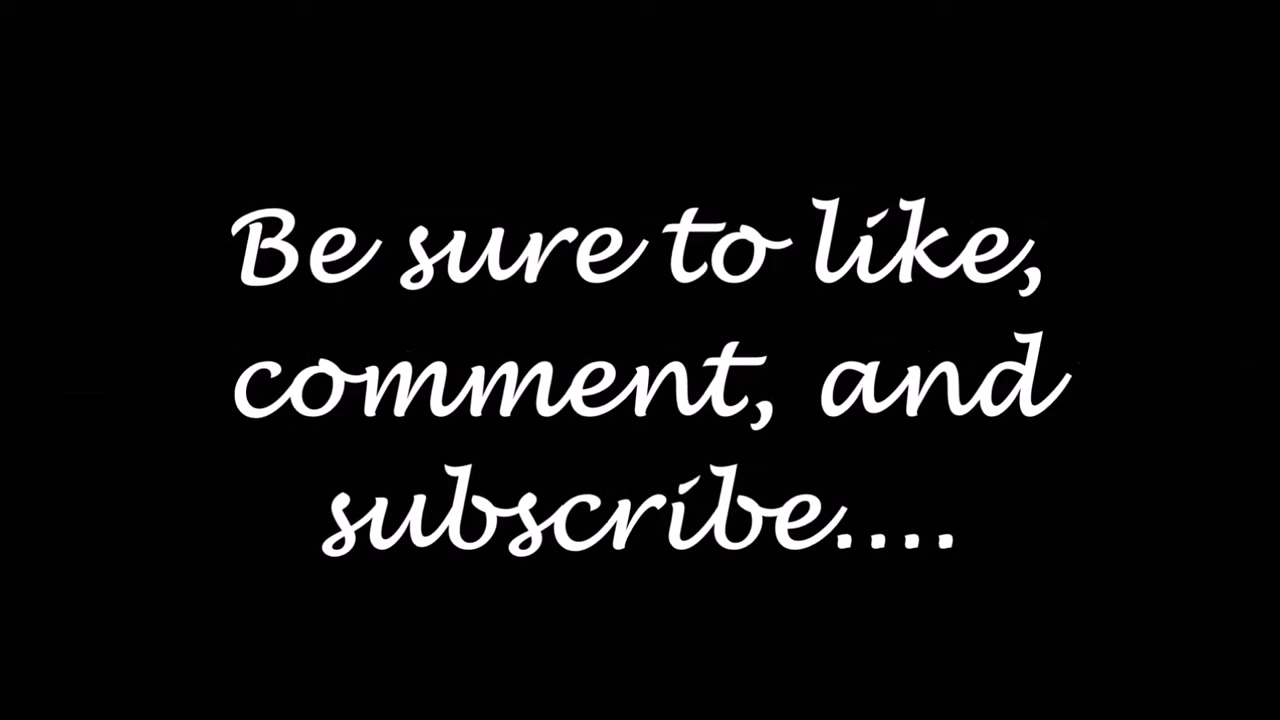 Be sure to like,
comment, and
subscribe....